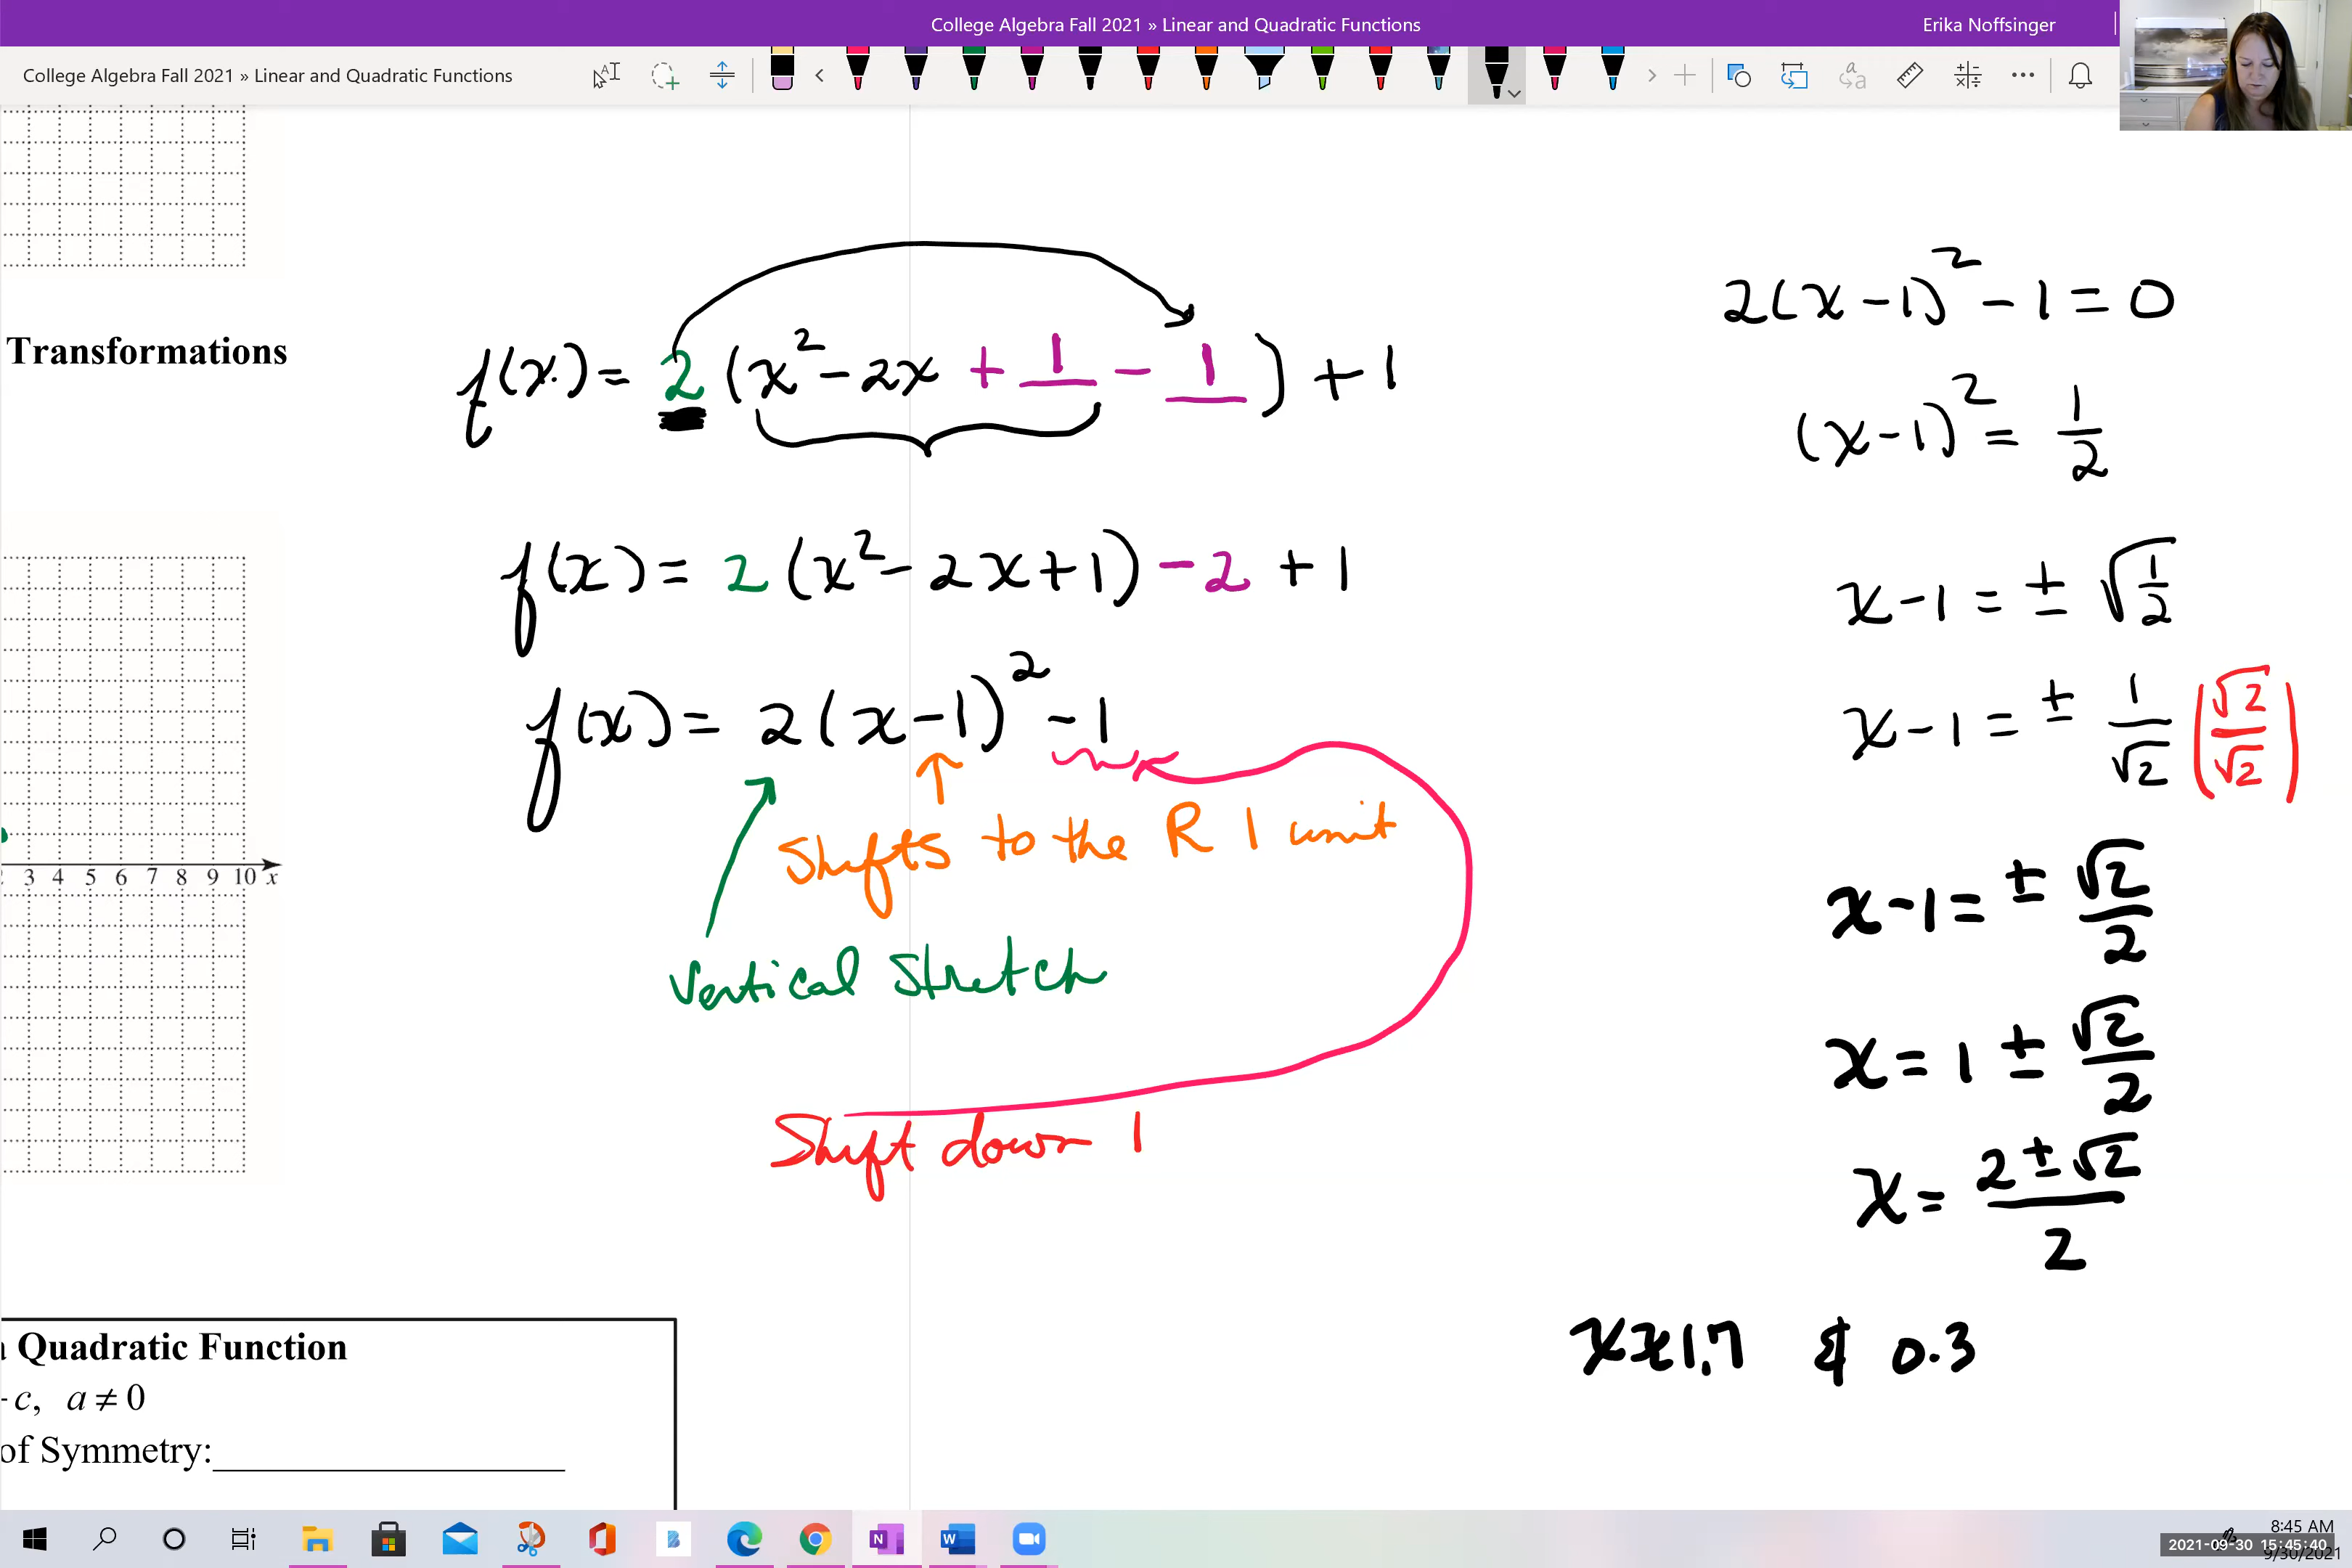 College Algebra Fall 2021 » Linear and Quadratic Functions
Erika Noffsinger
College Algebra Fall 2021 » Linear and Quadratic Functions
Transformations
f(x) = 2 (x² - 2x + 1 - 1) + 1
f(x) = 2 (x² - 2x + 1) - 2 + 1
f(x) = 2 (x - 1)² - 1
Shifts to the R 1 unit
Vertical Stretch
Shift down 1
3 4 5 6 7 8 9 10 x
2(x - 1)² - 1 = 0
(x - 1)² = 1/2
x - 1 = ± √(1/2)
x - 1 = ± 1/√2 (√2/√2)
x - 1 = ± √2/2
x = 1 ± √2/2
x = (2 ± √2)/2
x ≈ 1.7 & 0.3
Quadratic Function
c, a ≠ 0
of Symmetry:
8:45 AM
2021-09-30 15:45:40
9/30/2021